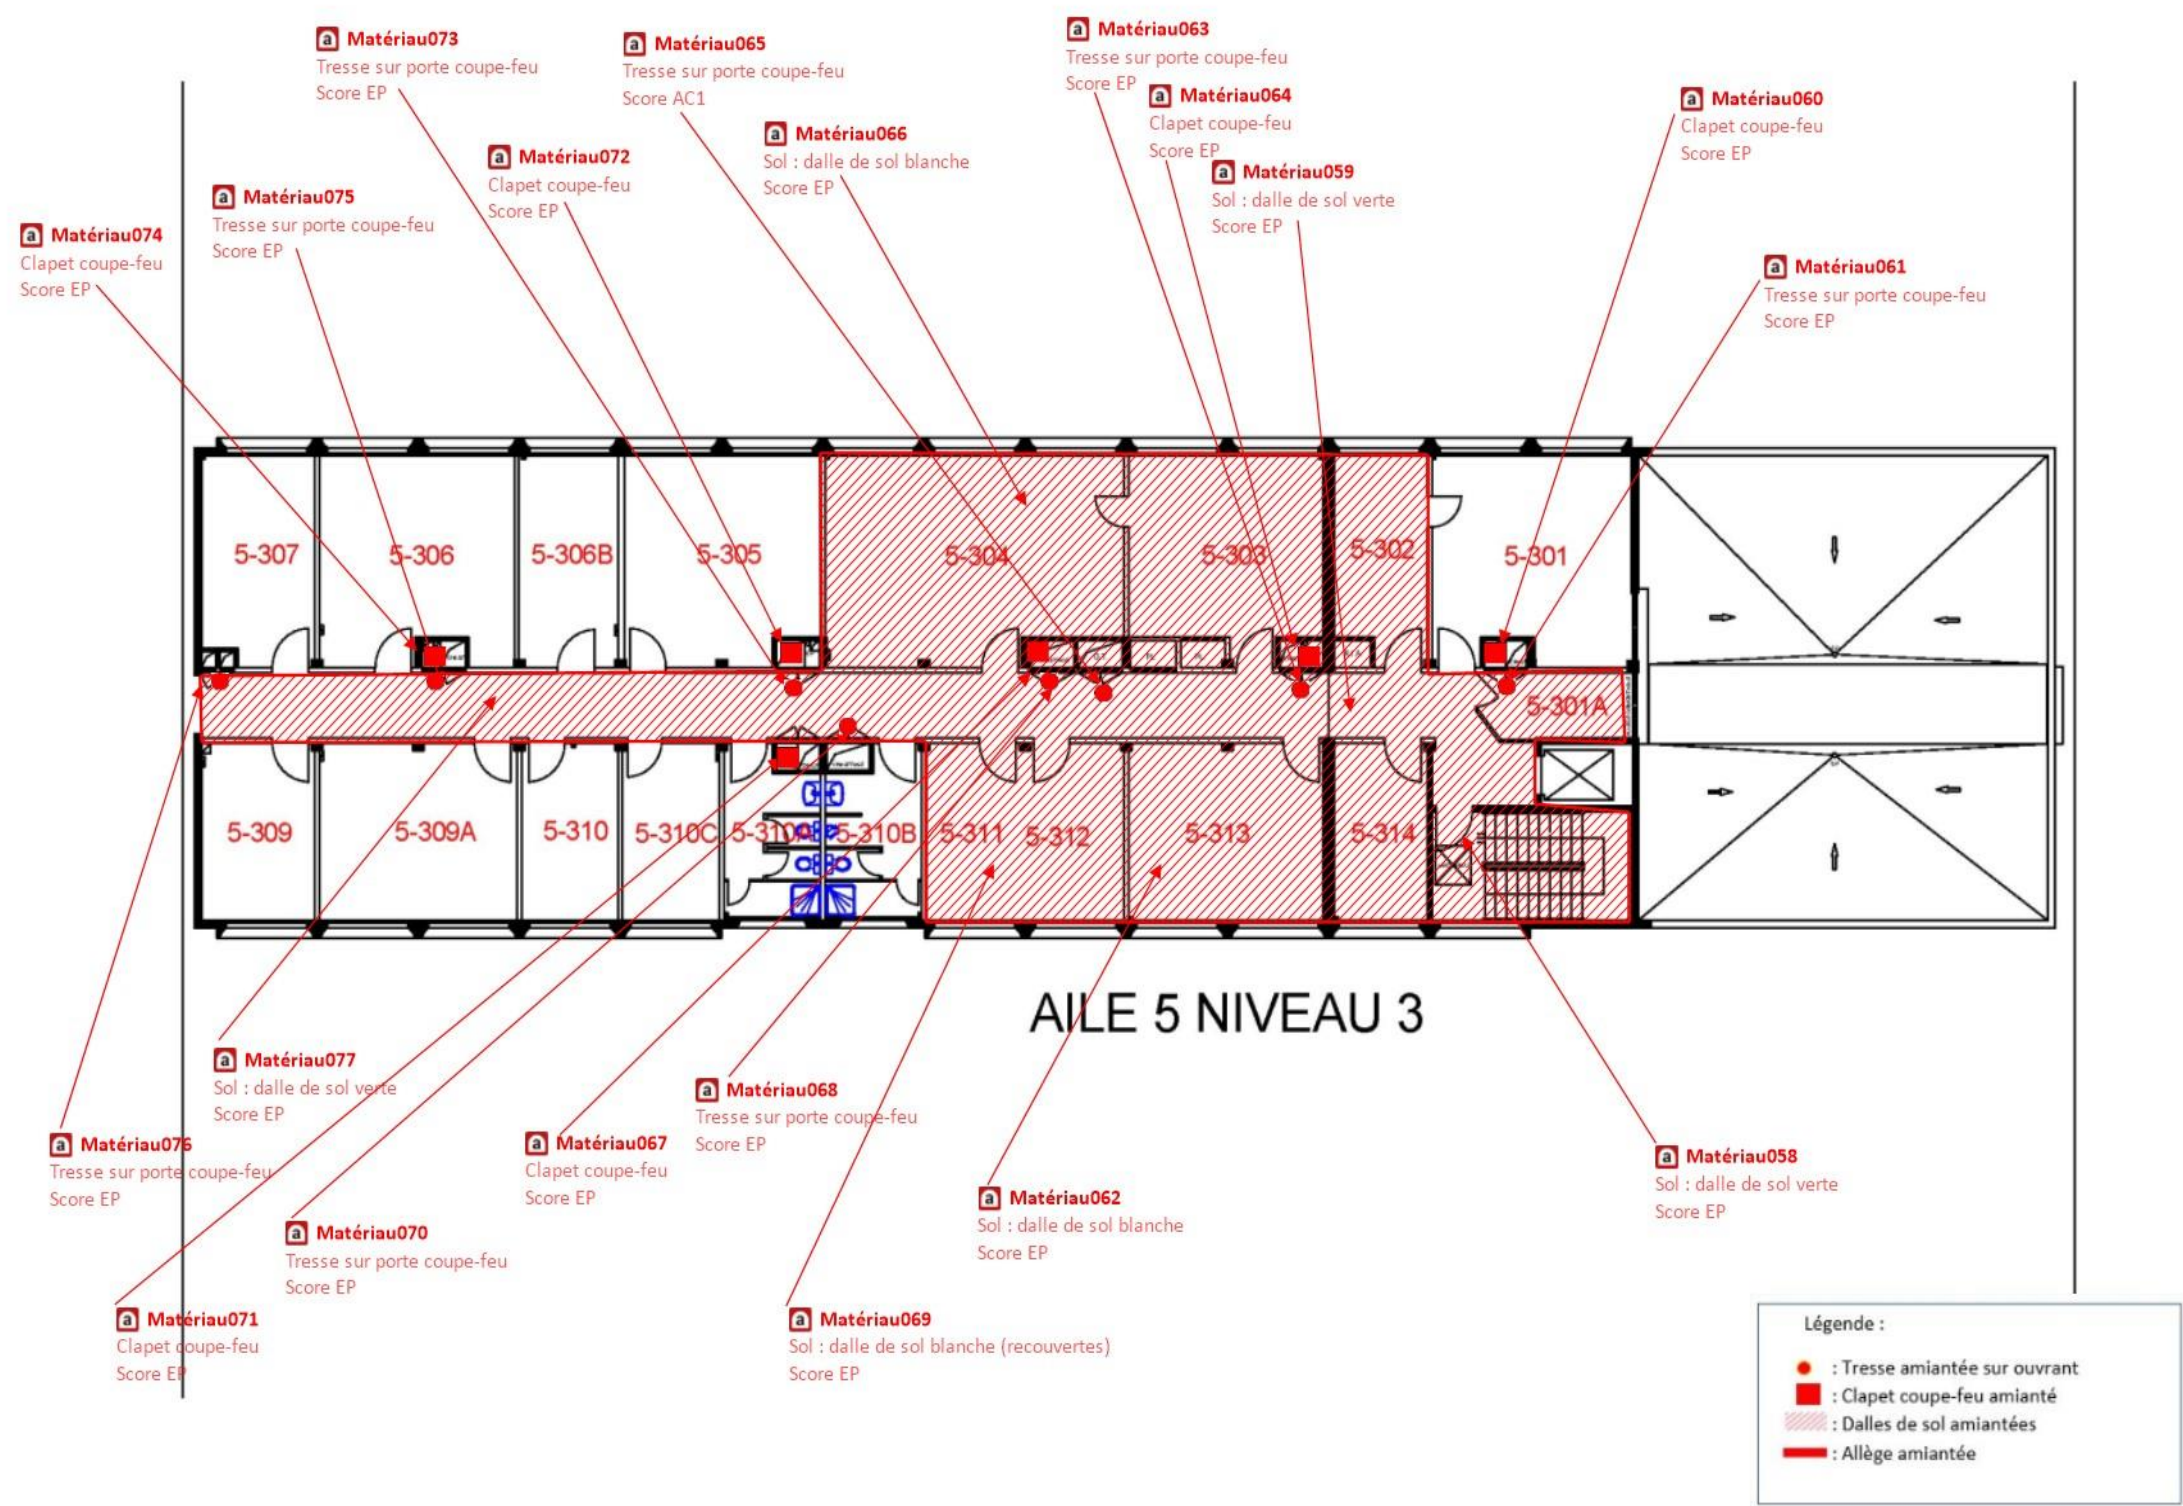 Matériau073
Tresse sur porte coupe-feu
Score EP
Matériau065
Tresse sur porte coupe-feu
Score AC1
Matériau063
Tresse sur porte coupe-feu
Score EP
Matériau064
Clapet coupe-feu
Score EP
Matériau060
Clapet coupe-feu
Score EP
Matériau066
Sol : dalle de sol blanche
Score EP
Matériau072
Clapet coupe-feu
Score EP
Matériau059
Sol : dalle de sol verte
Score EP
Matériau075
Tresse sur porte coupe-feu
Score EP
Matériau074
Clapet coupe-feu
Score EP
Matériau061
Tresse sur porte coupe-feu
Score EP
5-307
5-306
5-306B
5-305
5-304
5-303
5-302
5-301
5-301A
5-309
5-309A
5-310
5-310C
5-310A
5-310B
5-311
5-312
5-313
5-314
AILE 5 NIVEAU 3
Matériau077
Sol : dalle de sol verte
Score EP
Matériau068
Tresse sur porte coupe-feu
Score EP
Matériau076
Tresse sur porte coupe-feu
Score EP
Matériau067
Clapet coupe-feu
Score EP
Matériau058
Sol : dalle de sol verte
Score EP
Matériau062
Sol : dalle de sol blanche
Score EP
Matériau070
Tresse sur porte coupe-feu
Score EP
Matériau071
Clapet coupe-feu
Score EP
Matériau069
Sol : dalle de sol blanche (recouvertes)
Score EP
Légende :
: Tresse amiantée sur ouvrant
: Clapet coupe-feu amianté
: Dalles de sol amiantées
: Allège amiantée